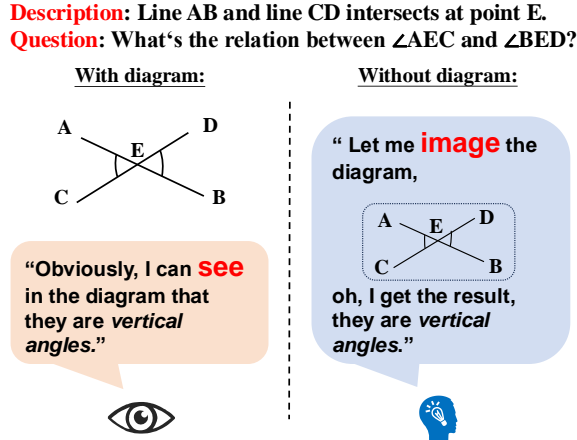 Description: Line AB and line CD intersects at point E.
Question: What‘s the relation between ∠AEC and ∠BED?
With diagram:
A
D
E
C
B
“Obviously, I can see
in the diagram that
they are vertical
angles.”
Without diagram:
“ Let me image the
diagram,
A
D
E
C
B
oh, I get the result,
they are vertical
angles.”